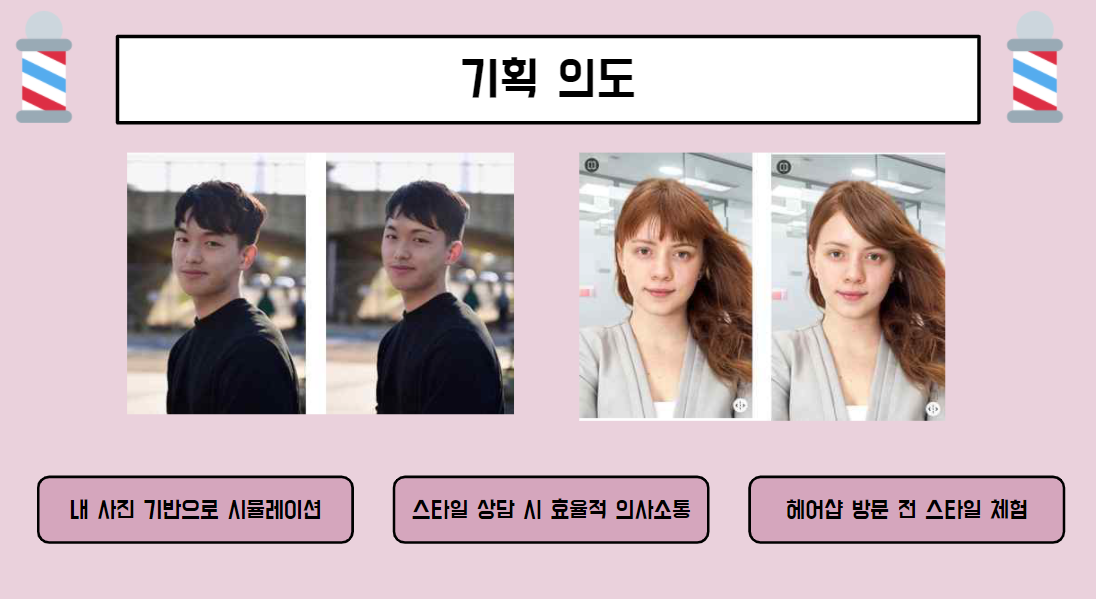 기획 의도
내 사진 기반으로 시뮬레이션
스타일 상담 시 효율적 의사소통
헤어샵 방문 전 스타일 체험